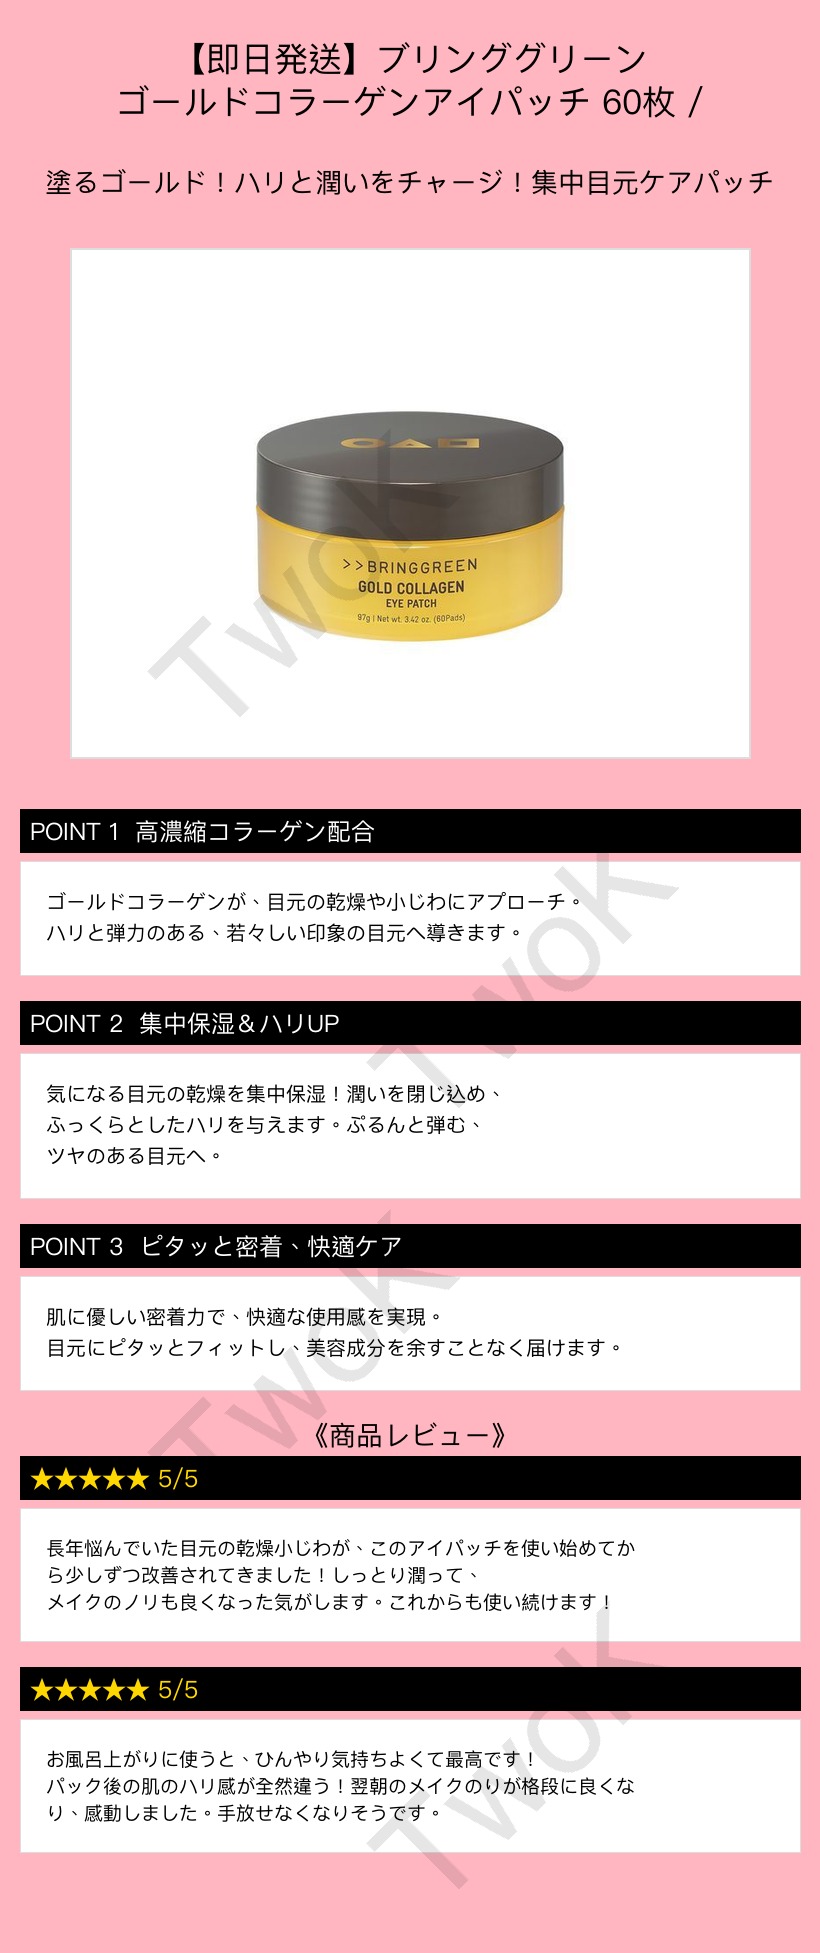 【即日発送】ブリンググリーン
ゴールドコラーゲンアイパッチ 60枚 /
塗るゴールド！ハリと潤いをチャージ！集中目元ケアパッチ
>>BRINGGREEN
GOLD COLLAGEN
EYE PATCH
97g | Net wt. 3.42 oz. (60Pads)
TwoK
POINT 1 高濃縮コラーゲン配合
ゴールドコラーゲンが、目元の乾燥や小じわにアプローチ。
ハリと弾力のある、若々しい印象の目元へ導きます。
TwoK
POINT 2 集中保湿＆ハリUP
気になる目元の乾燥を集中保湿！潤いを閉じ込め、
ふっくらとしたハリを与えます。ぷるんと弾む、
ツヤのある目元へ。
POINT 3 ピタッと密着、快適ケア
肌に優しい密着力で、快適な使用感を実現。
目元にピタッとフィットし、美容成分を余すことなく届けます。
TwoK
《商品レビュー》
★★★★★ 5/5
長年悩んでいた目元の乾燥小じわが、このアイパッチを使い始めてか
ら少しずつ改善されてきました！しっとり潤って、
メイクのノリも良くなった気がします。これからも使い続けます！
★★★★★ 5/5
お風呂上がりに使うと、ひんやり気持ちよくて最高です！
パック後の肌のハリ感が全然違う！翌朝のメイクのりが格段に良くな
り、感動しました。手放せなくなりそうです。
TwoK